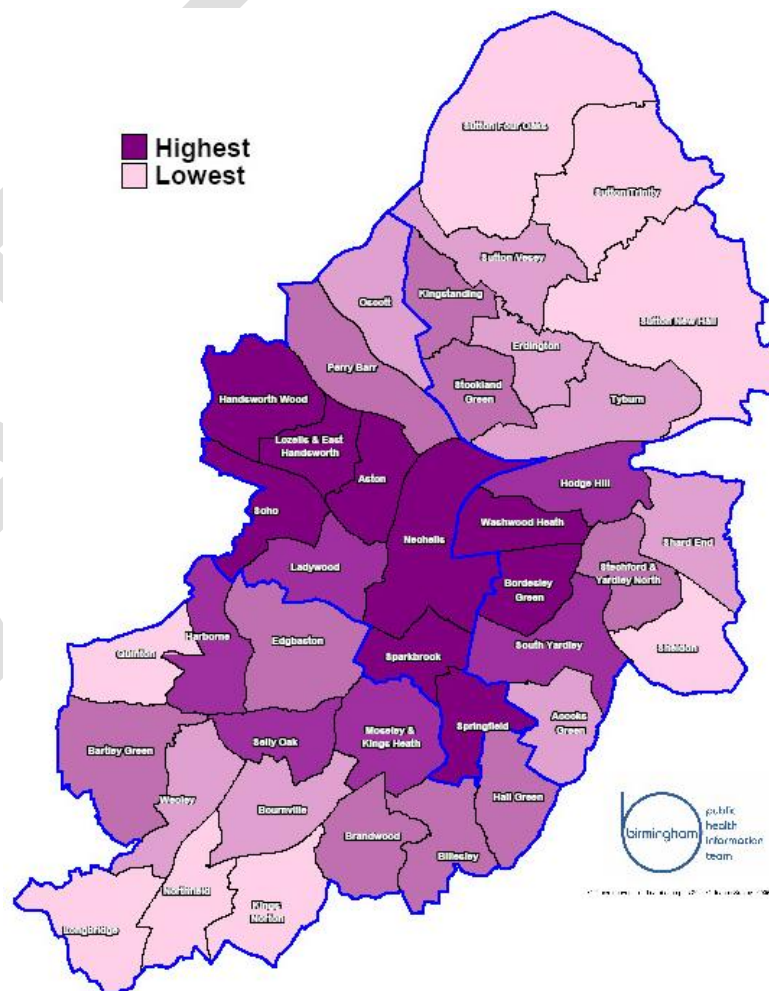 Highest
Lowest
Sutton Four Oaks
Sutton Trinity
Sutton Vesey
Kingstanding
Oscott
Sutton New Hall
Erdington
Perry Barr
Stockland
Green
Tyburn
Handsworth Wood
Lozells & East
Handsworth
Aston
Hodge Hill
Soho
Washwood Heath
Nechells
Shard End
Ladywood
Stechford &
Yardley North
Bordesley
Green
Harborne
Edgbaston
South Yardley
Quinton
Sparkbrook
Sheldon
Acocks
Green
Springfield
Moseley &
Kings Heath
Selly Oak
Bartley Green
Weoley
Bournville
Hall Green
Brandwood
Billesley
Northfield
Kings
Norton
Longbridge
birmingham
public
health
information
team